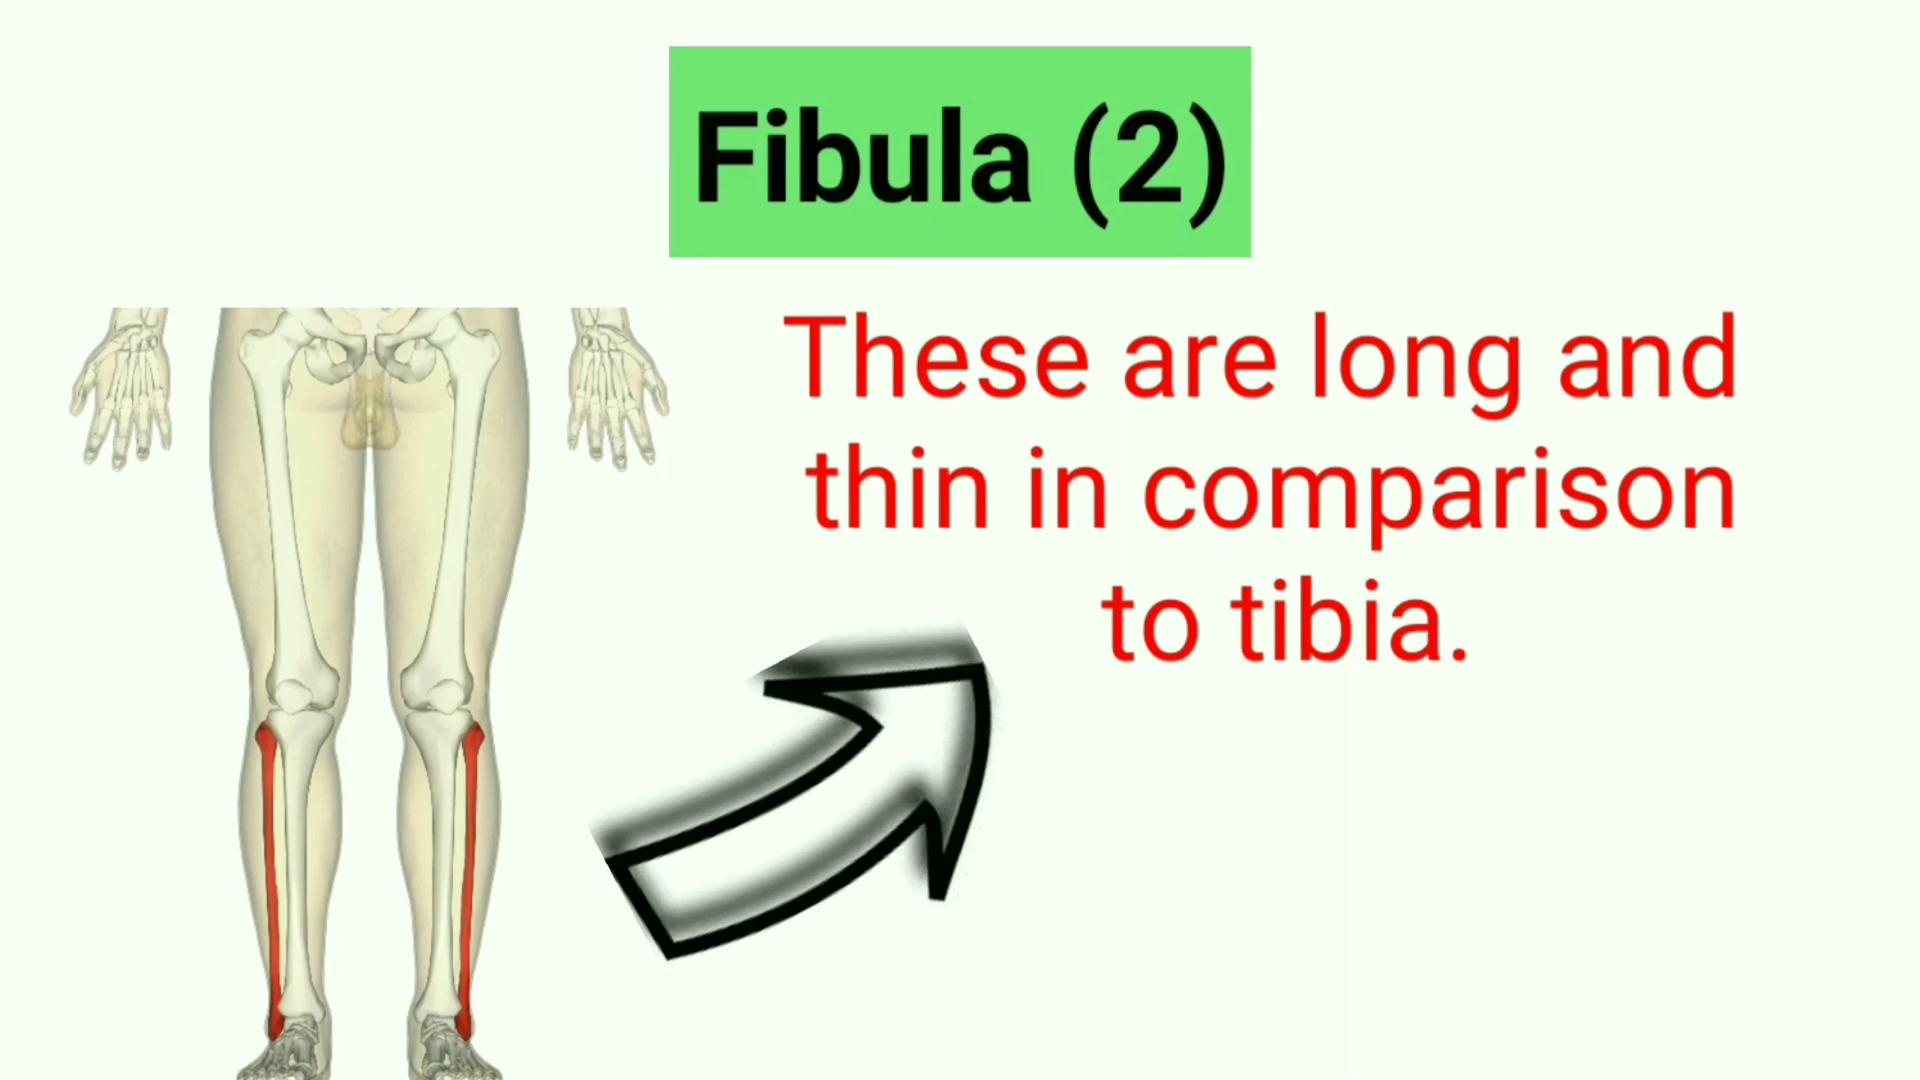 Fibula (2)
These are long and
thin in comparison
to tibia.